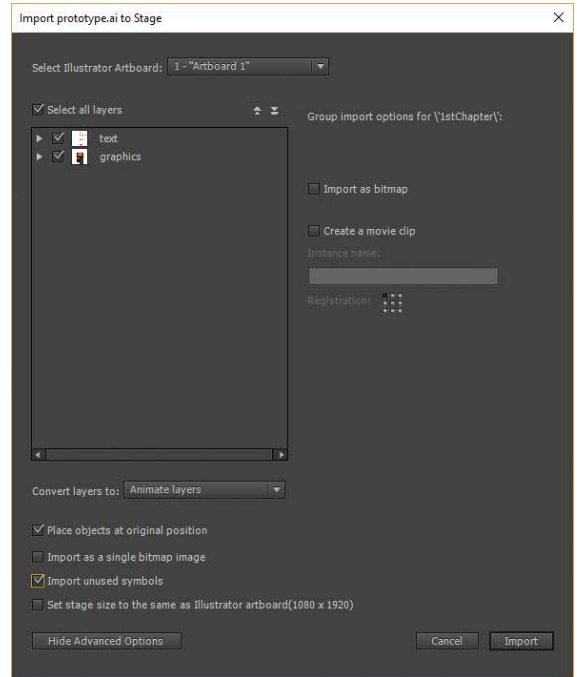 Import prototype.ai to Stage
Select Illustrator Artboard: 1 - "Artboard 1"
Select all layers
text
graphics
Group import options for \'1stChapter\':
Import as bitmap
Create a movie clip
Instance name:
Registration:
Convert layers to: Animate layers
Place objects at original position
Import as a single bitmap image
Import unused symbols
Set stage size to the same as Illustrator artboard(1080 x 1920)
Hide Advanced Options
Cancel
Import